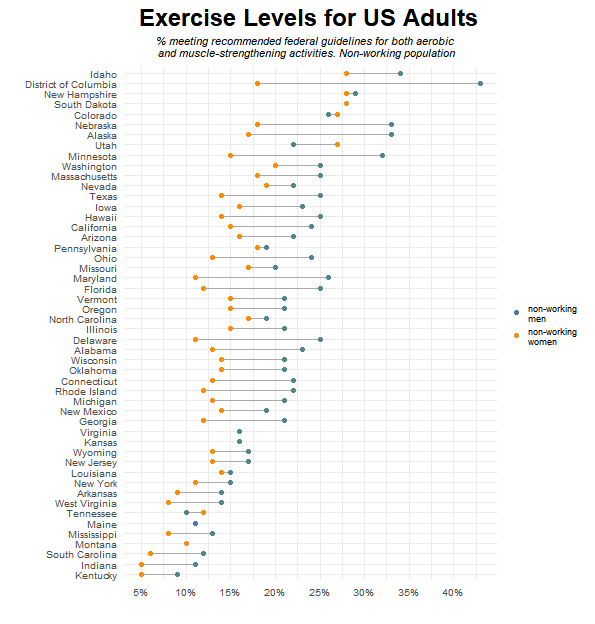 Exercise Levels for US Adults
% meeting recommended federal guidelines for both aerobic
and muscle-strengthening activities. Non-working population
Idaho
District of Columbia
New Hampshire
South Dakota
Colorado
Nebraska
Alaska
Utah
Minnesota
Washington
Massachusetts
Nevada
Texas
Iowa
Hawaii
California
Arizona
Pennsylvania
Ohio
Missouri
Maryland
Florida
Vermont
Oregon
North Carolina
Illinois
Delaware
Alabama
Wisconsin
Oklahoma
Connecticut
Rhode Island
Michigan
New Mexico
Georgia
Virginia
Kansas
Wyoming
New Jersey
Louisiana
New York
Arkansas
West Virginia
Tennessee
Maine
Mississippi
Montana
South Carolina
Indiana
Kentucky
5% 10% 15% 20% 25% 30% 35% 40%
non-working
men
non-working
women